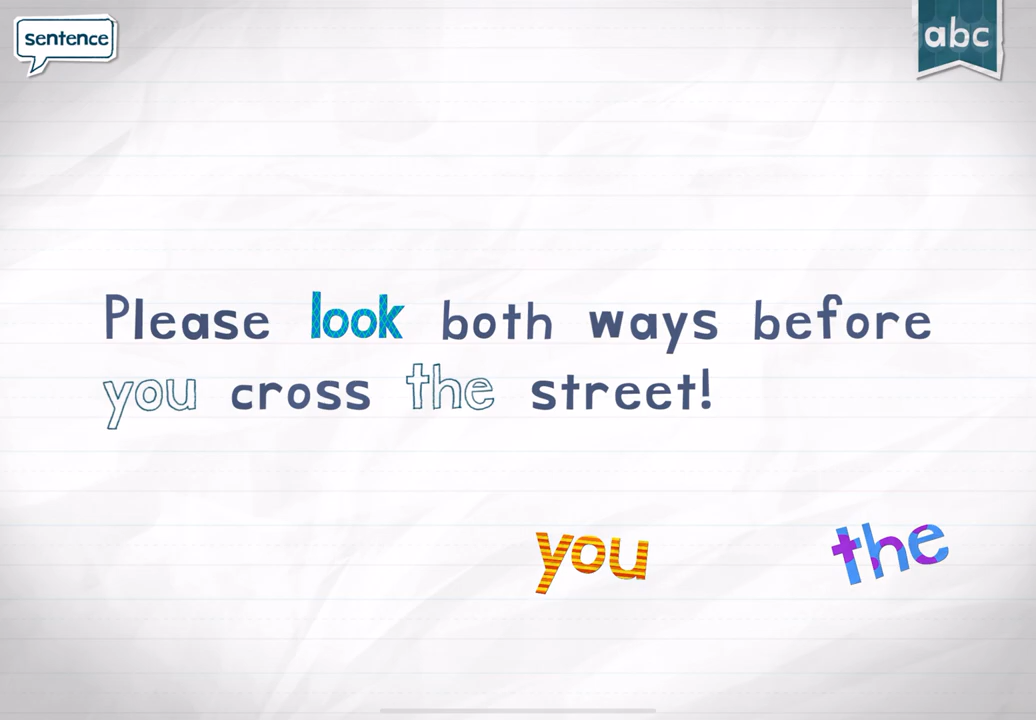 sentence
abc
Please look both ways before
you cross the street!
you the